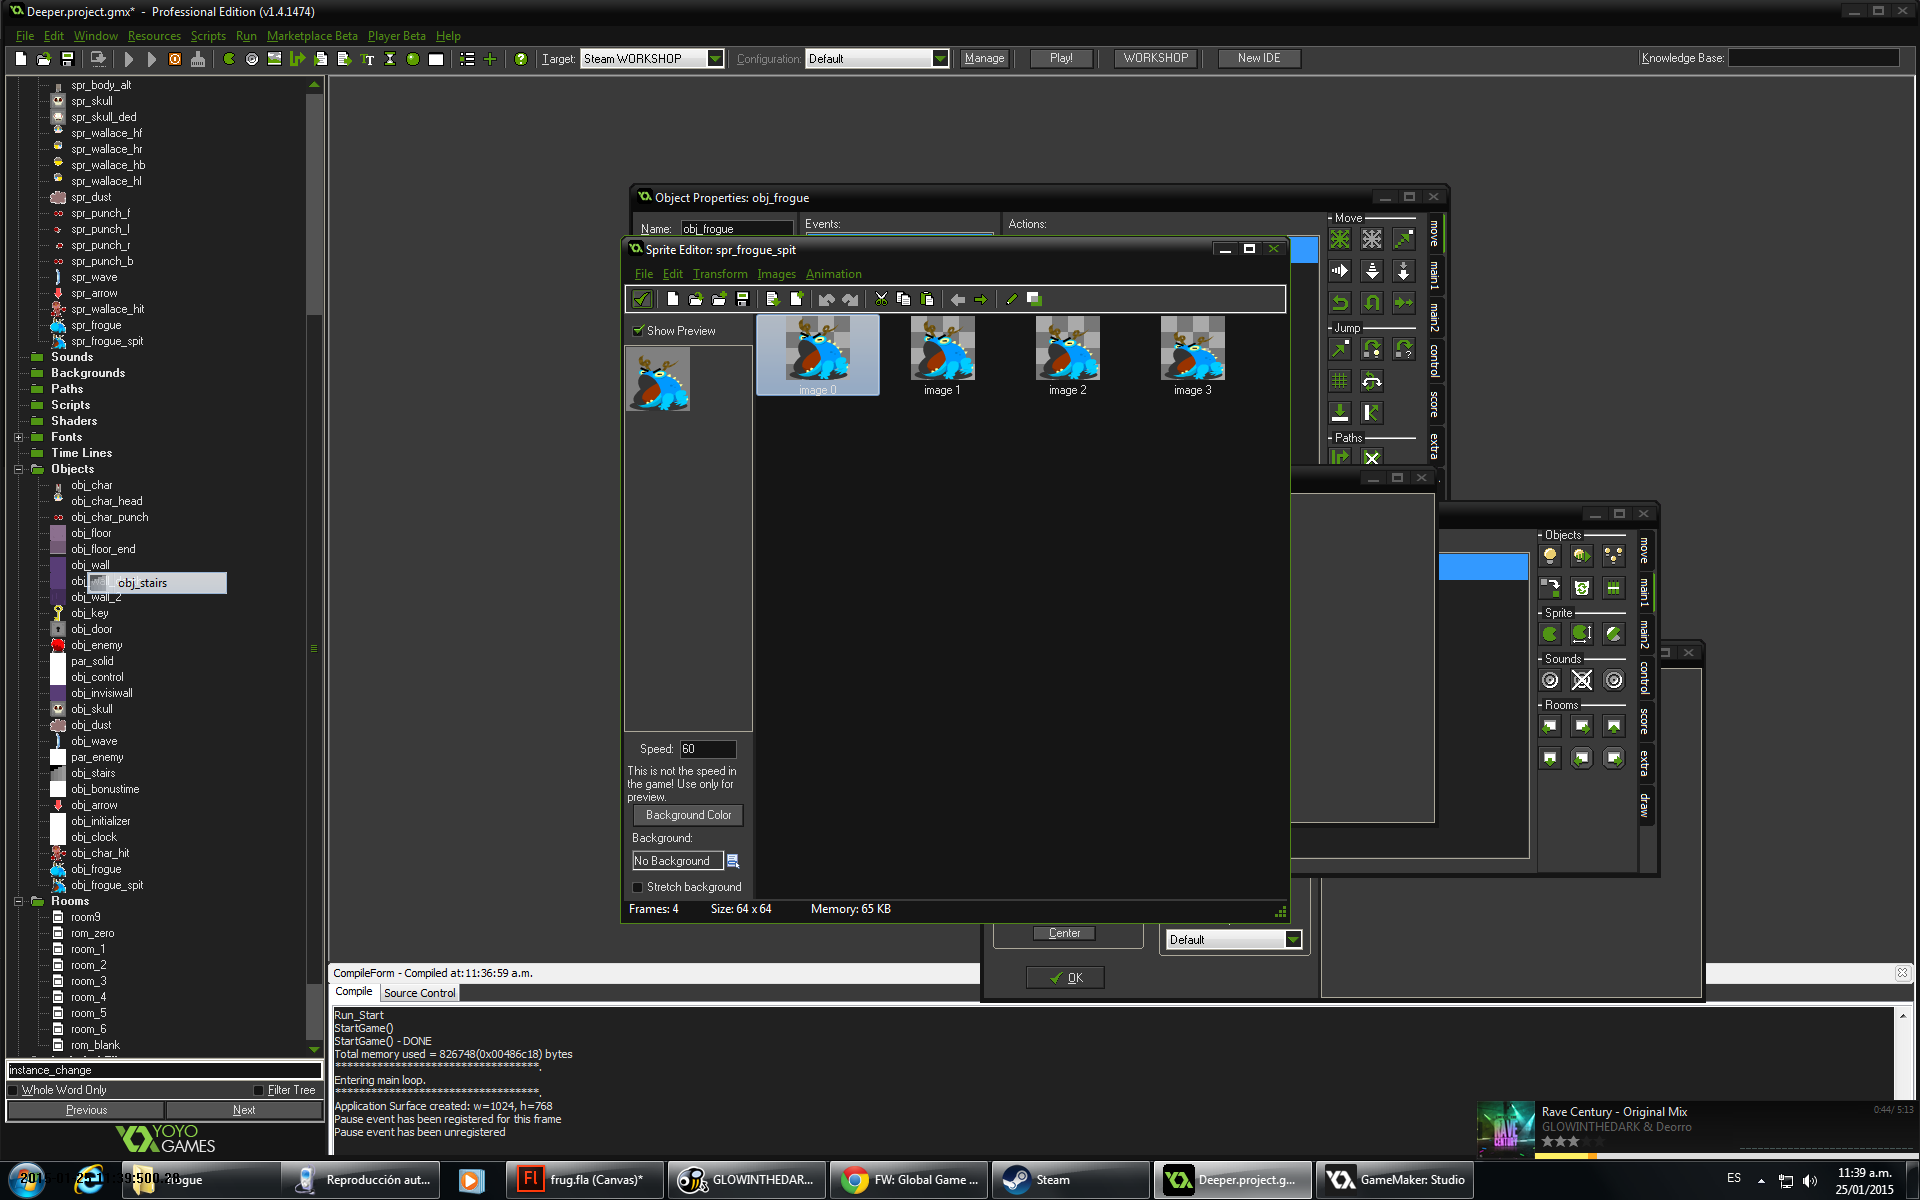 Deeper.project.gmx* - Professional Edition (v1.4.1474)
File Edit Window Resources Scripts Run Marketplace Beta Player Beta Help
Target: Steam WORKSHOP Configuration: Default Manage Play! WORKSHOP New IDE Knowledge Base:
spr_body_alt
spr_skull
spr_skull_ded
spr_wallace_hf
spr_wallace_hr
spr_wallace_hb
spr_wallace_hl
spr_dust
spr_punch_f
spr_punch_l
spr_punch_r
spr_punch_b
spr_wave
spr_arrow
spr_wallace_hit
spr_frogue
spr_frogue_spit
Sounds
Backgrounds
Paths
Scripts
Shaders
Fonts
Time Lines
Objects
obj_char
obj_char_head
obj_char_punch
obj_floor
obj_floor_end
obj_wall
obj_stairs
obj_wall_2
obj_key
obj_door
obj_enemy
par_solid
obj_control
obj_invisiwall
obj_skull
obj_dust
obj_wave
par_enemy
obj_stairs
obj_bonustime
obj_arrow
obj_initializer
obj_clock
obj_char_hit
obj_frogue
obj_frogue_spit
Rooms
room9
rom_zero
room_1
room_2
room_3
room_4
room_5
room_6
rom_blank
instance_change
Whole Word Only Filter Tree
Previous Next
YOYO
GAMES
Object Properties: obj_frogue
Name: obj_frogue Events: Actions:
Move
Jump
Paths
move
main1
main2
control
score
extra
Sprite Editor: spr_frogue_spit
File Edit Transform Images Animation
Show Preview
image 0 image 1 image 2 image 3
Speed: 60
This is not the speed in
the game! Use only for
preview.
Background Color
Background:
No Background
Stretch background
Frames: 4 Size: 64 x 64 Memory: 65 KB
Objects
Sprite
Sounds
Rooms
move
main1
main2
control
score
extra
draw
Center
Default
OK
CompileForm - Compiled at:11:36:59 a.m.
Compile Source Control
Run_Start
StartGame()
StartGame() - DONE
Total memory used = 826748(0x00486c18) bytes
**********************************.
Entering main loop.
**********************************.
Application Surface created: w=1024, h=768
Pause event has been registered for this frame
Pause event has been unregistered
RAVE
CENTURY
Rave Century - Original Mix 0:44/ 5:13
GLOWINTHEDARK & Deorro
Reproducción aut...
frug.fla (Canvas)*
GLOWINTHEDAR...
FW: Global Game ...
Steam
Deeper.project.g...
GameMaker: Studio
ES
11:39 a.m.
25/01/2015